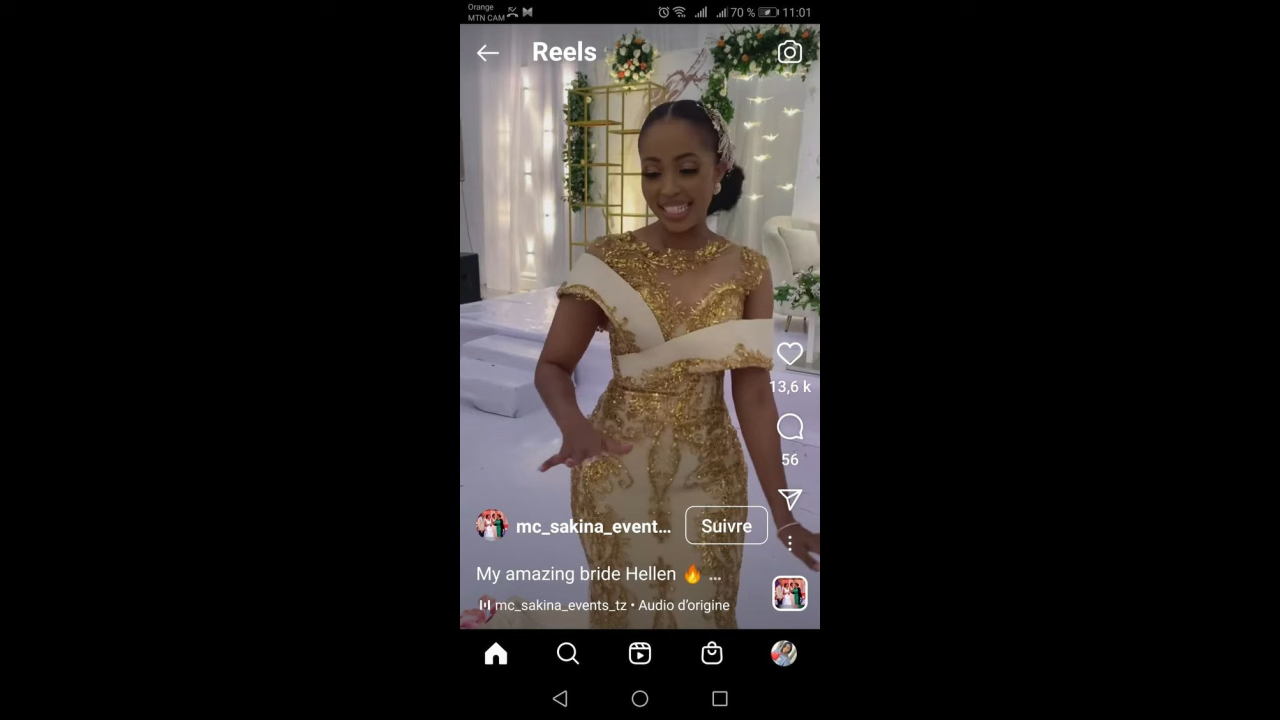 Orange
MTN CAM
70 % 11:01
Reels
13,6 k
56
mc_sakina_event... Suivre
My amazing bride Hellen 🔥 ...
mc_sakina_events_tz • Audio d'origine